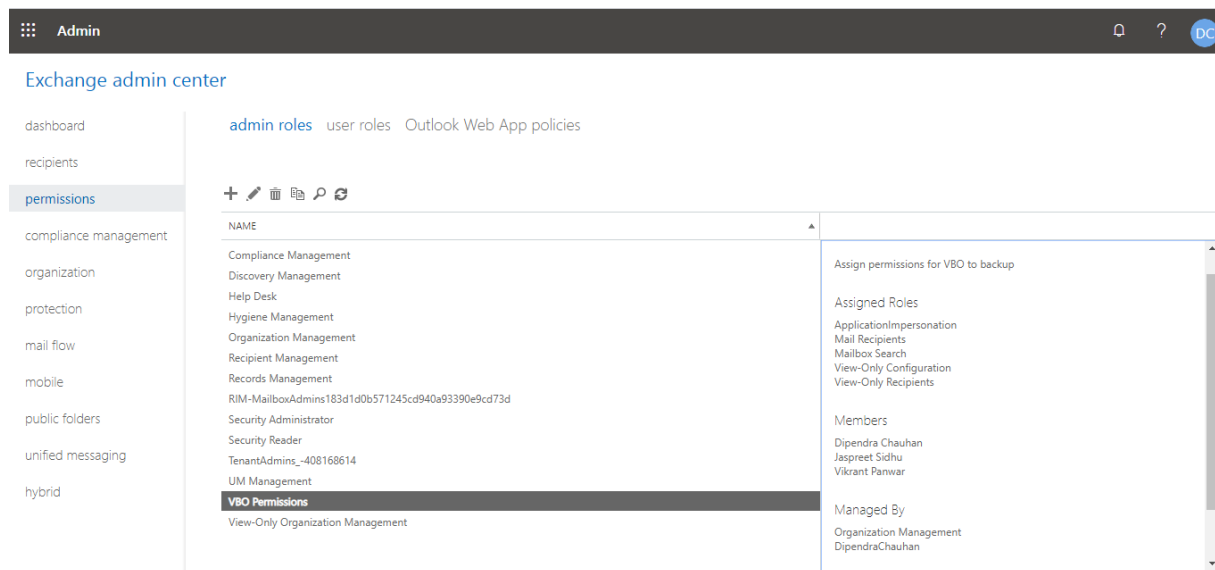 Admin
?
DC
Exchange admin center
dashboard
recipients
permissions
compliance management
organization
protection
mail flow
mobile
public folders
unified messaging
hybrid
admin roles user roles Outlook Web App policies
NAME
Compliance Management
Discovery Management
Help Desk
Hygiene Management
Organization Management
Recipient Management
Records Management
RIM-MailboxAdmins183d1d0b571245cd940a93390e9cd73d
Security Administrator
Security Reader
TenantAdmins_-408168614
UM Management
VBO Permissions
View-Only Organization Management
Assign permissions for VBO to backup
Assigned Roles
ApplicationImpersonation
Mail Recipients
Mailbox Search
View-Only Configuration
View-Only Recipients
Members
Dipendra Chauhan
Jaspreet Sidhu
Vikrant Panwar
Managed By
Organization Management
DipendraChauhan